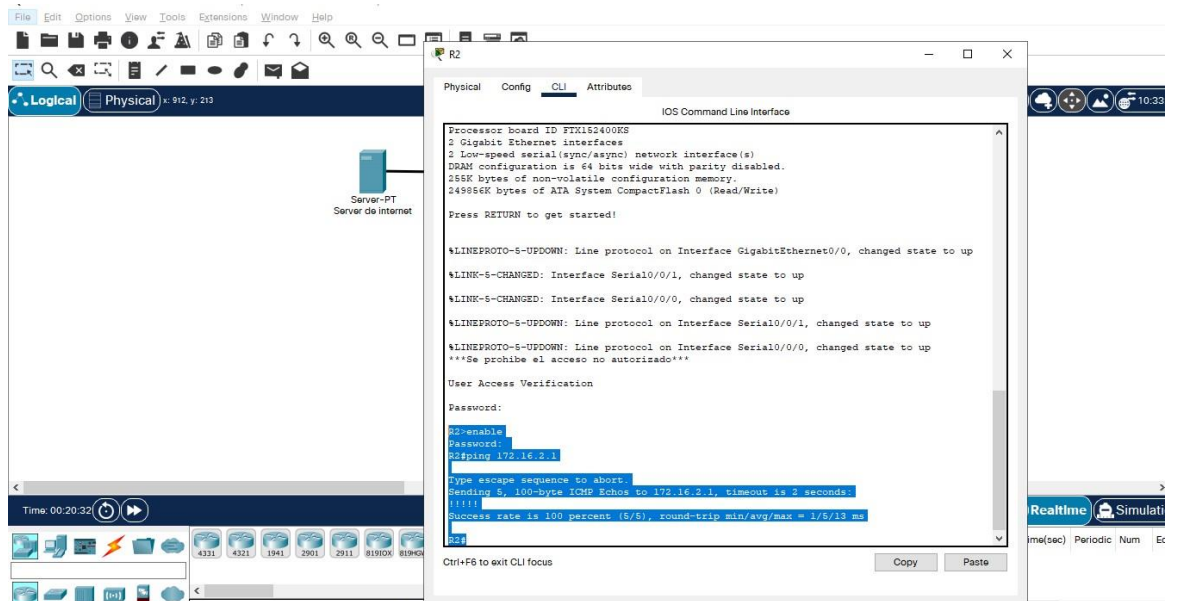 File Edit Options View Tools Extensions Window Help
R2
Physical Config CLI Attributes
Logical Physical x: 912, y: 213
10:33
IOS Command Line Interface
Processor board ID FTX152400KS
2 Gigabit Ethernet interfaces
2 Low-speed serial(sync/async) network interface(s)
DRAM configuration is 64 bits wide with parity disabled.
255K bytes of non-volatile configuration memory.
249856K bytes of ATA System CompactFlash 0 (Read/Write)
Press RETURN to get started!
%LINEPROTO-5-UPDOWN: Line protocol on Interface GigabitEthernet0/0, changed state to up
%LINK-5-CHANGED: Interface Serial0/0/1, changed state to up
%LINK-5-CHANGED: Interface Serial0/0/0, changed state to up
%LINEPROTO-5-UPDOWN: Line protocol on Interface Serial0/0/1, changed state to up
%LINEPROTO-5-UPDOWN: Line protocol on Interface Serial0/0/0, changed state to up
***Se prohibe el acceso no autorizado***
User Access Verification
Password:
R2>enable
Password:
R2#ping 172.16.2.1
Type escape sequence to abort.
Sending 5, 100-byte ICMP Echos to 172.16.2.1, timeout is 2 seconds:
!!!!!
Success rate is 100 percent (5/5), round-trip min/avg/max = 1/5/13 ms
R2#
Ctrl+F6 to exit CLI focus
Copy Paste
Server-PT
Server de internet
Time: 00:20:32
Realtime Simulati
4331 4321 1941 2901 2911 819IOX 819HGW
ime(sec) Periodic Num Ed